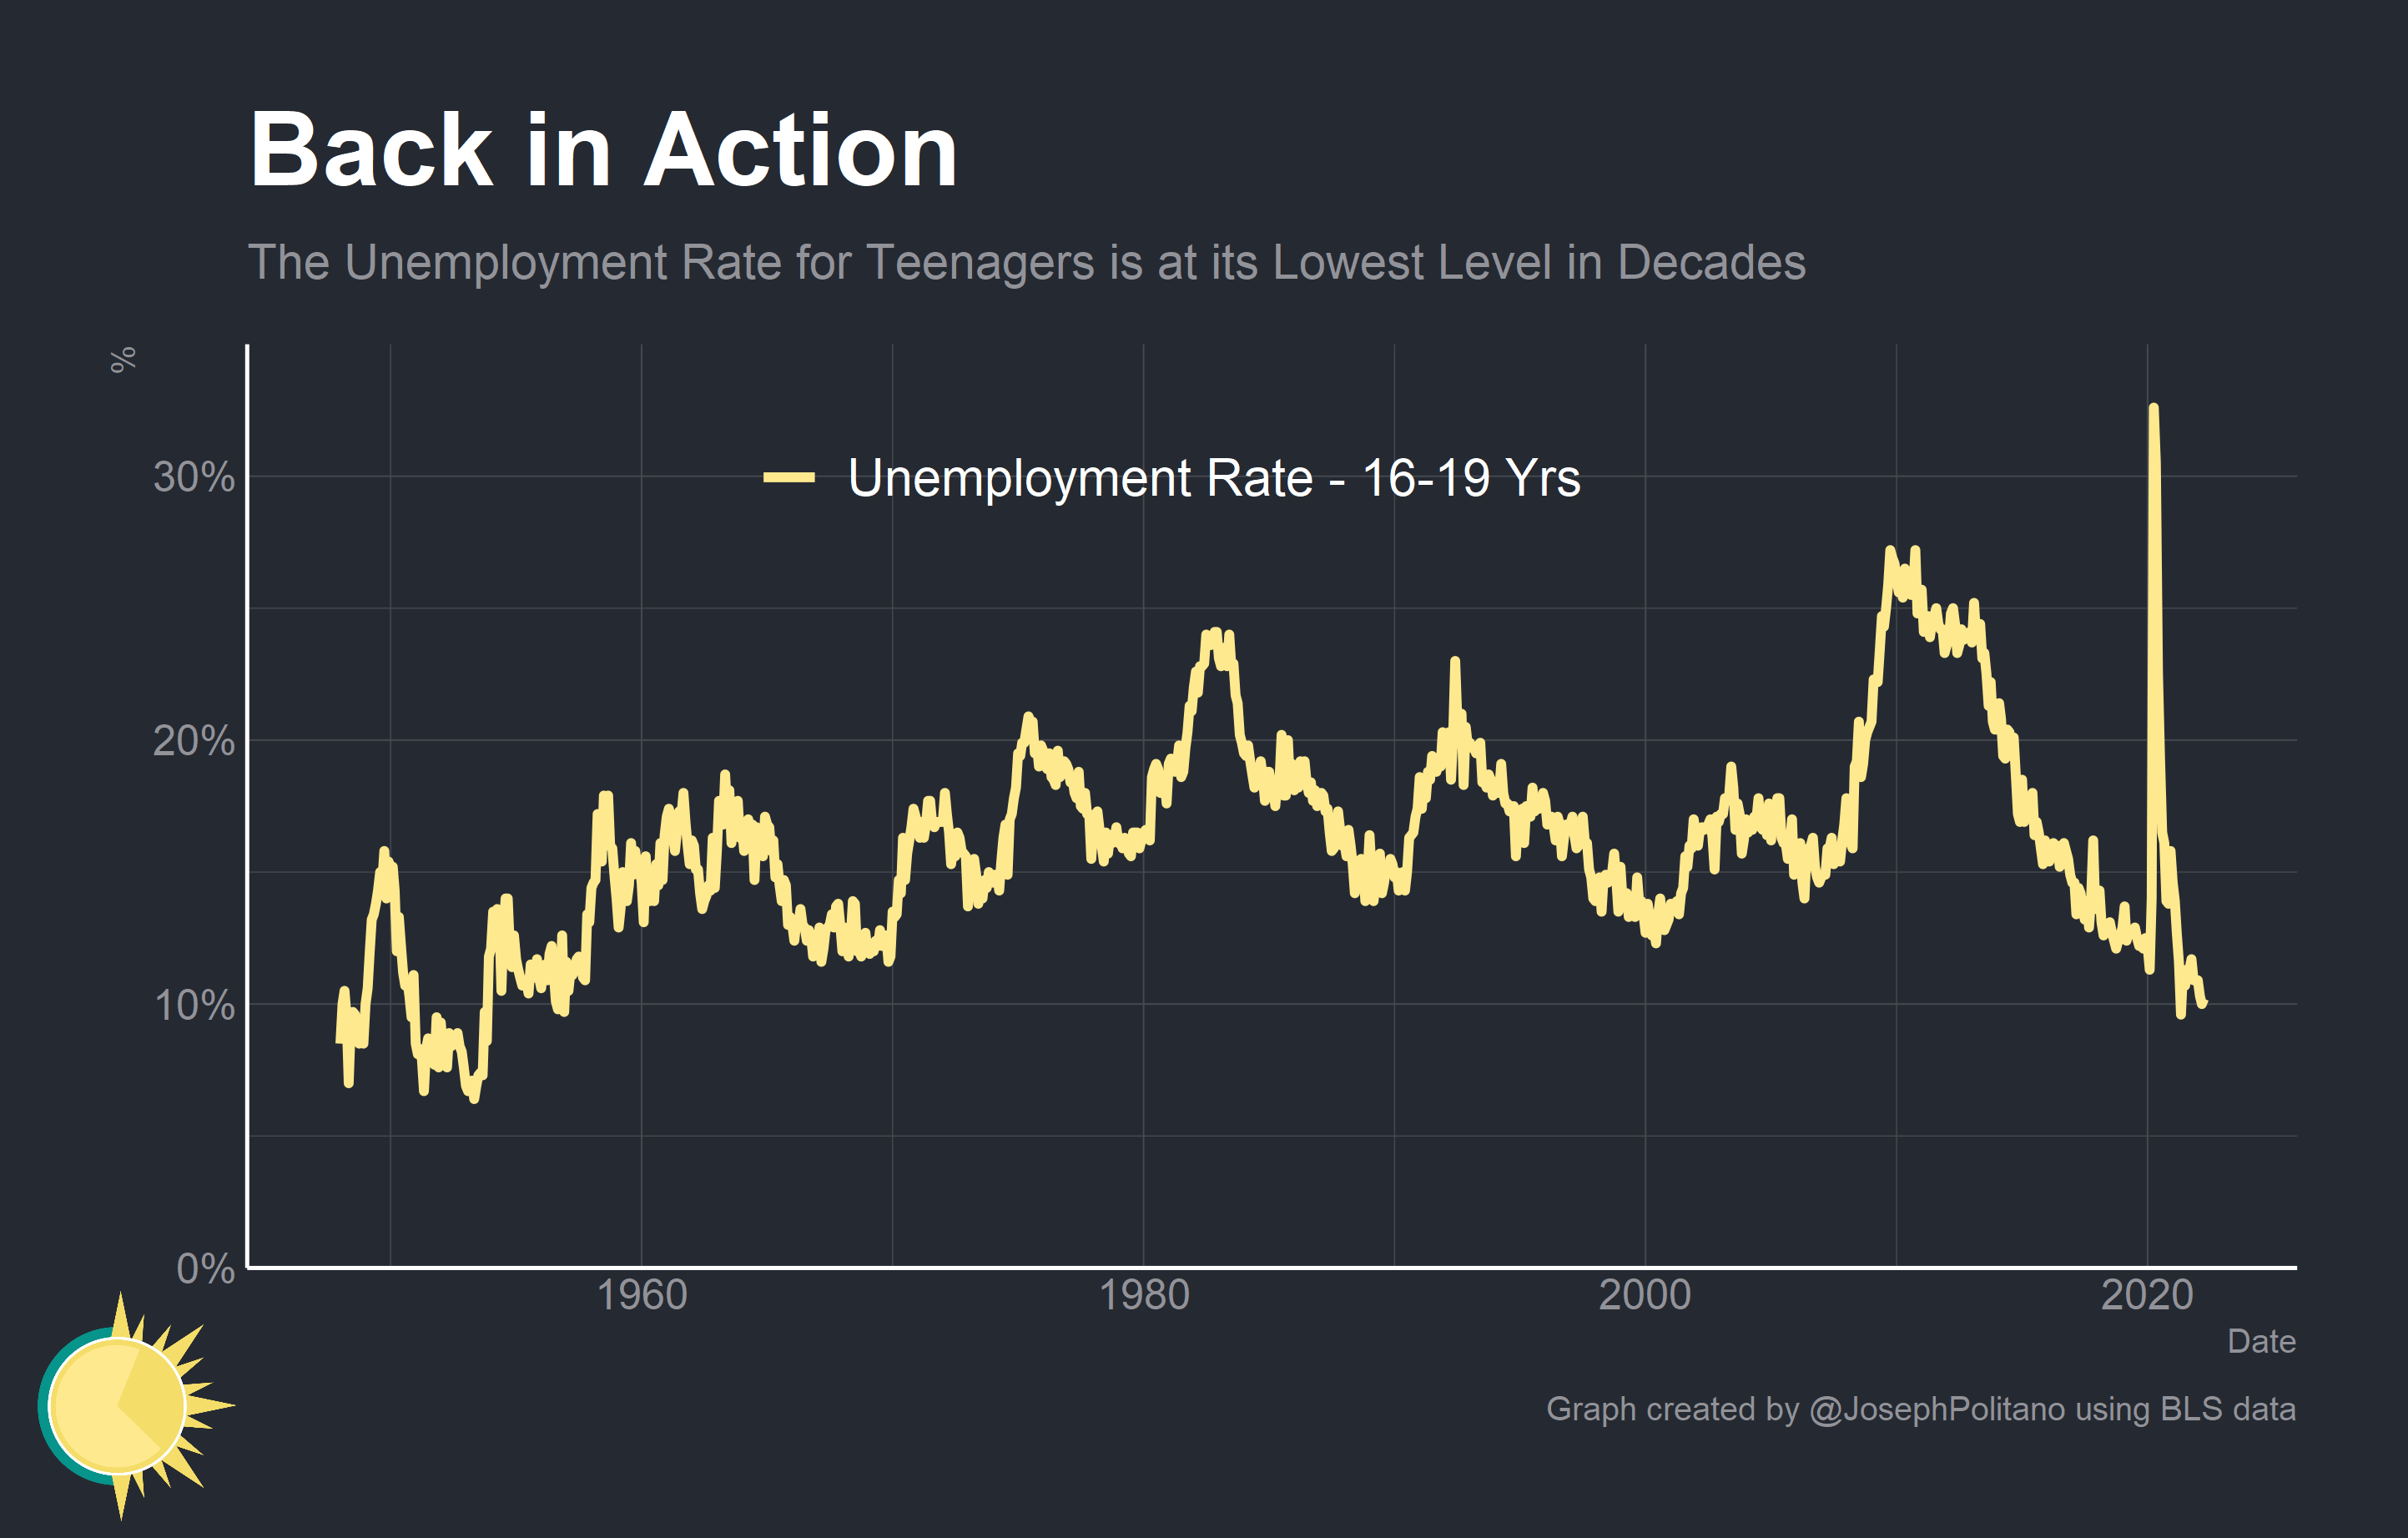 Back in Action
The Unemployment Rate for Teenagers is at its Lowest Level in Decades
%
30%
Unemployment Rate - 16-19 Yrs
20%
10%
0%
1960 1980 2000 2020
Date
Graph created by @JosephPolitano using BLS data